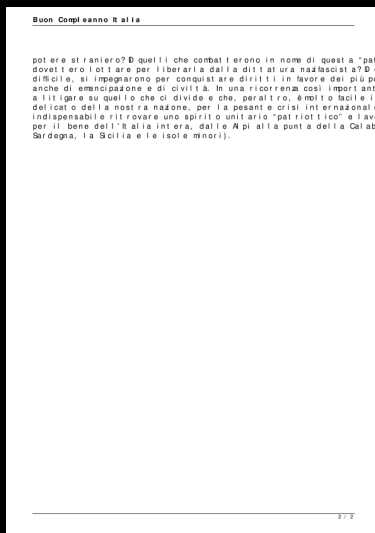 Buon Compleanno Italia
potere straniero? Di quelli che combatterono in nome di questa “pat
dovettero lottare per liberarla dalla dittatura nazifascista? Di
difficile, si impegnarono per conquistare diritti in favore dei più p
anche di emancipazione e di civiltà. In una ricorrenza così important
a litigare su quello che ci divide e che, peraltro, è molto facile i
delicato della nostra nazione, per la pesante crisi internazional
indispensabile ritrovare uno spirito unitario “patriottico” e lav
per il bene dell'Italia intera, dalle Alpi alla punta della Calab
Sardegna, la Sicilia e le isole minori).
2 / 2